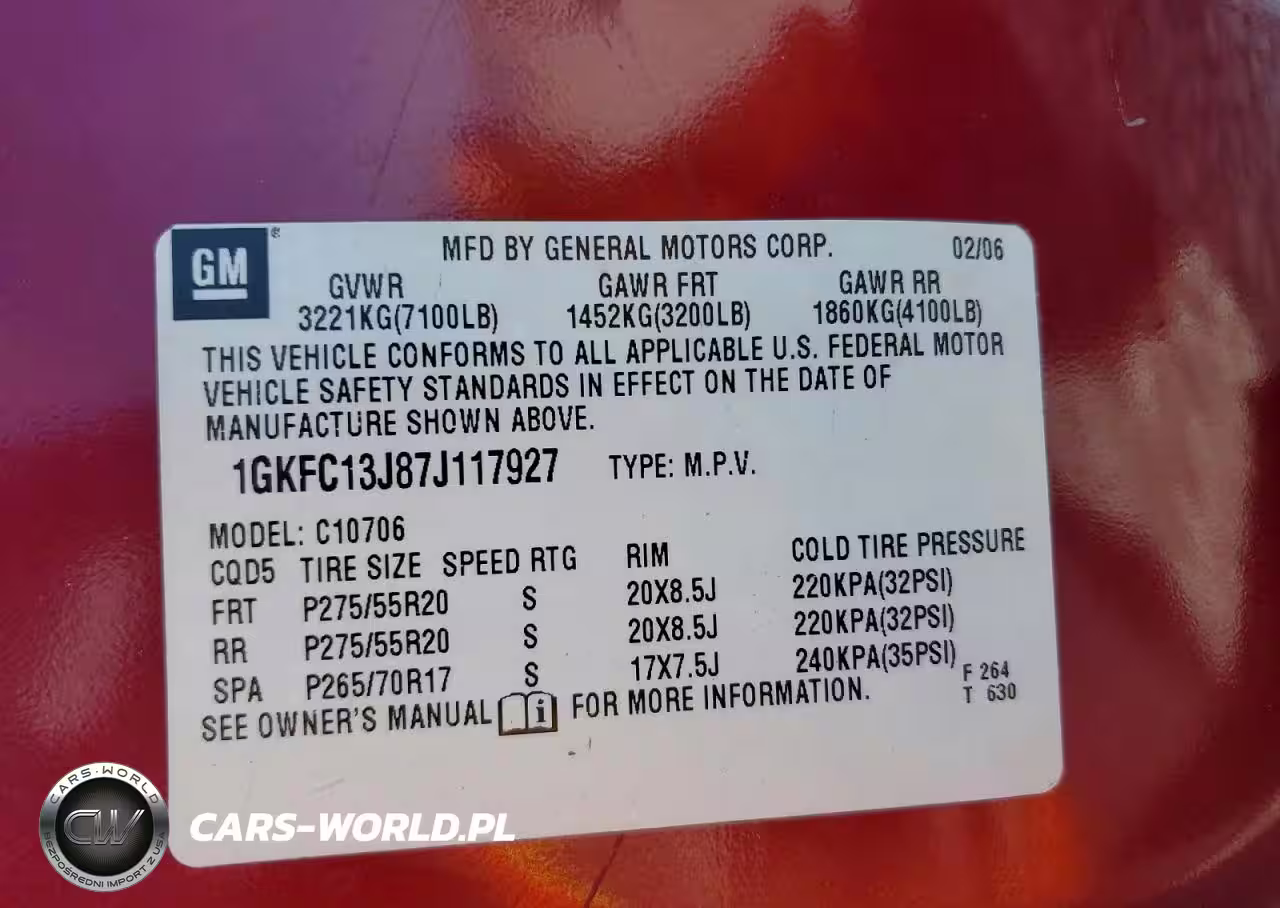 GM ®
MFD BY GENERAL MOTORS CORP. 02/06
GVWR GAWR FRT GAWR RR
3221KG(7100LB) 1452KG(3200LB) 1860KG(4100LB)
THIS VEHICLE CONFORMS TO ALL APPLICABLE U.S. FEDERAL MOTOR
VEHICLE SAFETY STANDARDS IN EFFECT ON THE DATE OF
MANUFACTURE SHOWN ABOVE.
1GKFC13J87J117927 TYPE: M.P.V.
MODEL: C10706
CQD5 TIRE SIZE SPEED RTG RIM COLD TIRE PRESSURE
FRT P275/55R20 S 20X8.5J 220KPA(32PSI)
RR P275/55R20 S 20X8.5J 220KPA(32PSI)
SPA P265/70R17 S 17X7.5J 240KPA(35PSI)
F 264
T 630
SEE OWNER'S MANUAL i FOR MORE INFORMATION.
CARS-WORLD
CW
BEZPOŚREDNI IMPORT Z USA
CARS-WORLD.PL